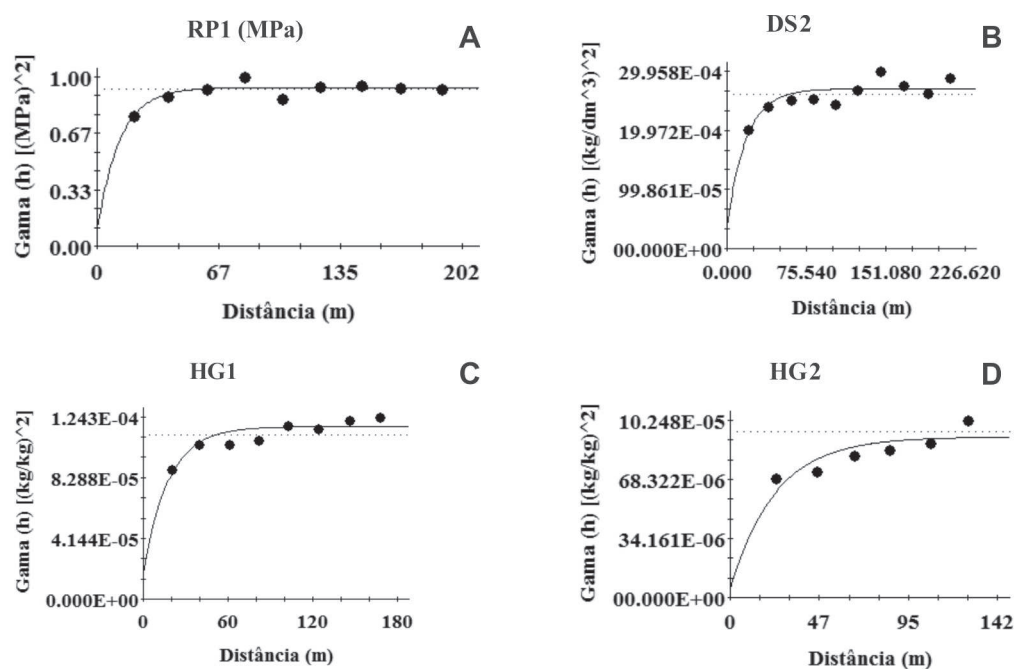 RP1 (MPa)
A
Gama (h) [(MPa)^2]
1.00
0.67
0.33
0.00
0
67
135
202
Distância (m)
DS2
B
Gama (h) [(kg/dm^3)^2]
29.958E-04
19.972E-04
99.861E-05
00.000E+00
0.000
75.540
151.080
226.620
Distância (m)
HG1
C
Gama (h) [(kg/kg)^2]
1.243E-04
8.288E-05
4.144E-05
0.000E+00
0
60
120
180
Distância (m)
HG2
D
Gama (h) [(kg/kg)^2]
10.248E-05
68.322E-06
34.161E-06
00.000E+00
0
47
95
142
Distância (m)